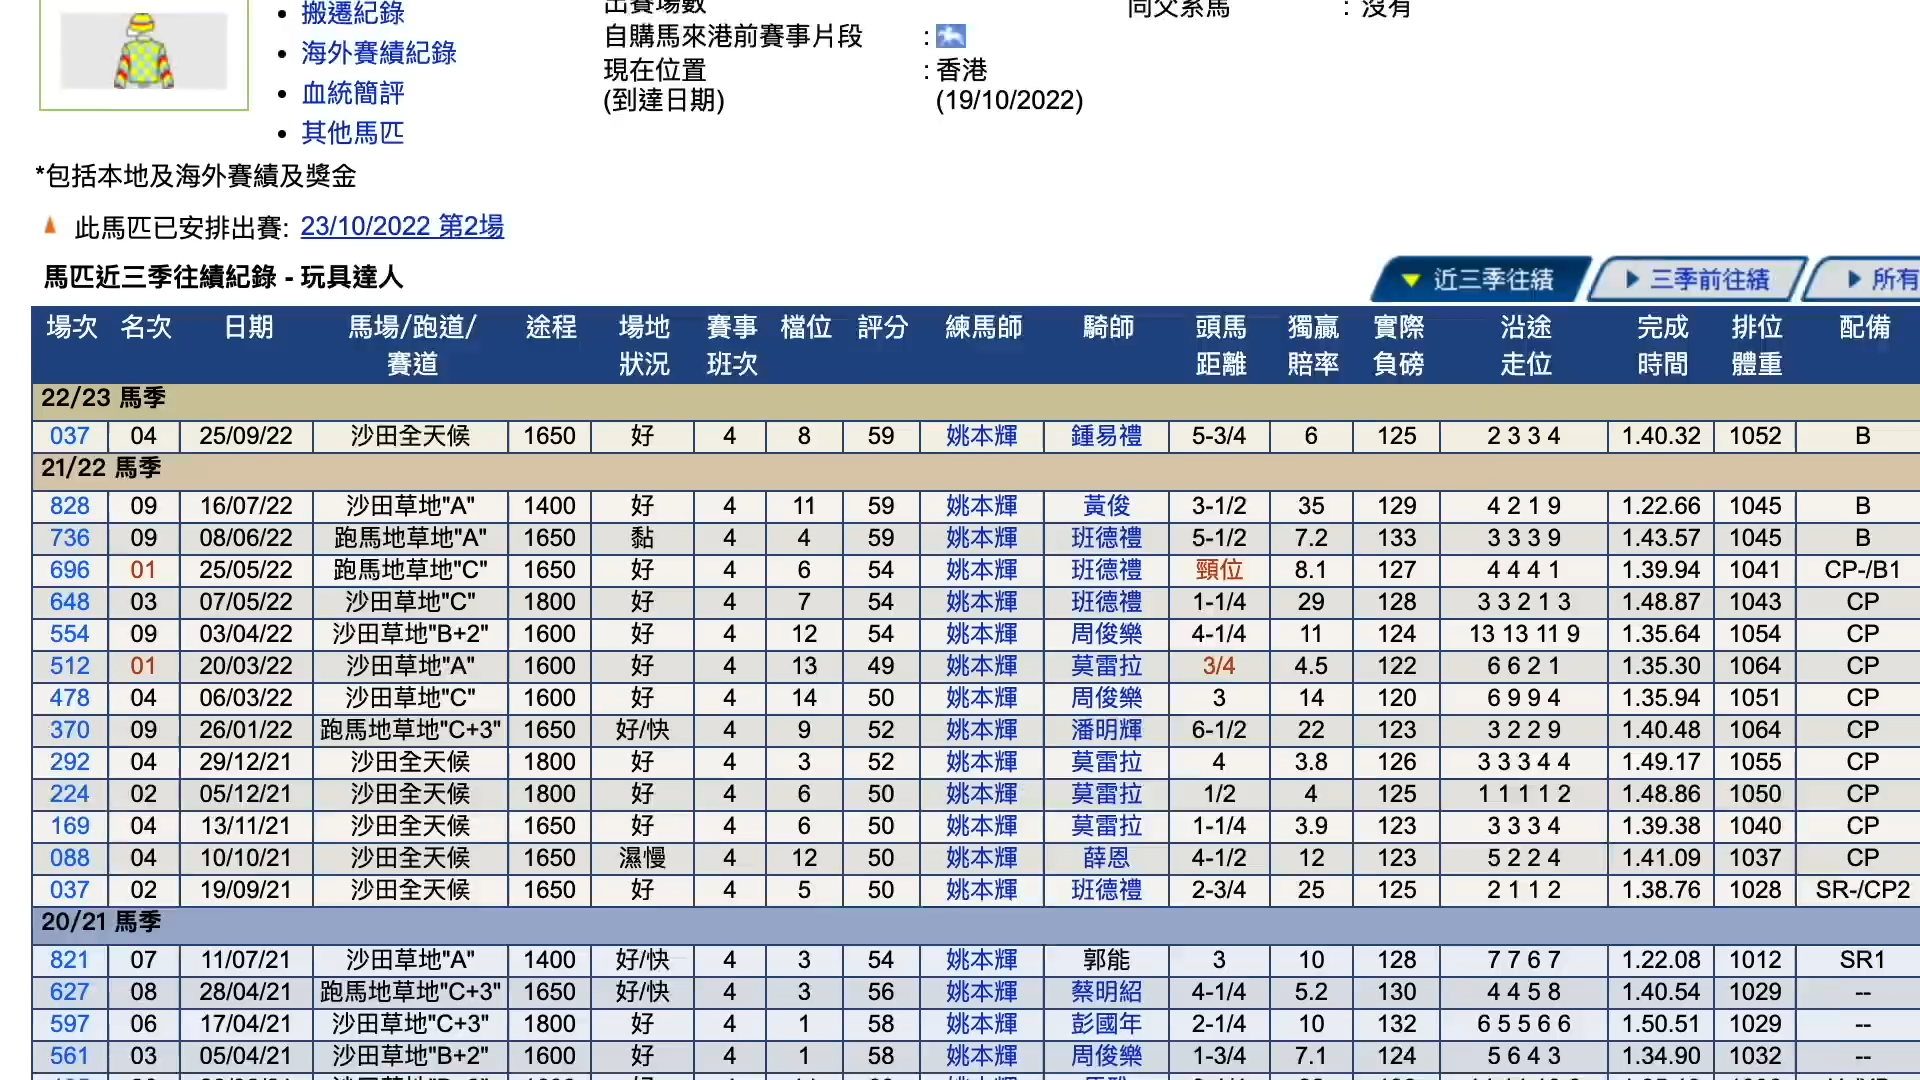 搬遷紀錄
海外賽績紀錄
血統簡評
其他馬匹
出賽場數
自購馬來港前賽事片段 :
現在位置 : 香港
(到達日期) (19/10/2022)
同父系馬 : 沒有
*包括本地及海外賽績及獎金
此馬匹已安排出賽: 23/10/2022 第2場
馬匹近三季往績紀錄 - 玩具達人
近三季往績 三季前往績 所有
場次 名次 日期 馬場/跑道/賽道 途程 場地狀況 賽事班次 檔位 評分 練馬師 騎師 頭馬距離 獨贏賠率 實際負磅 沿途走位 完成時間 排位體重 配備
22/23 馬季
037 04 25/09/22 沙田全天候 1650 好 4 8 59 姚本輝 鍾易禮 5-3/4 6 125 2 3 3 4 1.40.32 1052 B
21/22 馬季
828 09 16/07/22 沙田草地"A" 1400 好 4 11 59 姚本輝 黃俊 3-1/2 35 129 4 2 1 9 1.22.66 1045 B
736 09 08/06/22 跑馬地草地"A" 1650 黏 4 4 59 姚本輝 班德禮 5-1/2 7.2 133 3 3 3 9 1.43.57 1045 B
696 01 25/05/22 跑馬地草地"C" 1650 好 4 6 54 姚本輝 班德禮 頸位 8.1 127 4 4 4 1 1.39.94 1041 CP-/B1
648 03 07/05/22 沙田草地"C" 1800 好 4 7 54 姚本輝 班德禮 1-1/4 29 128 3 3 2 1 3 1.48.87 1043 CP
554 09 03/04/22 沙田草地"B+2" 1600 好 4 12 54 姚本輝 周俊樂 4-1/4 11 124 13 13 11 9 1.35.64 1054 CP
512 01 20/03/22 沙田草地"A" 1600 好 4 13 49 姚本輝 莫雷拉 3/4 4.5 122 6 6 2 1 1.35.30 1064 CP
478 04 06/03/22 沙田草地"C" 1600 好 4 14 50 姚本輝 周俊樂 3 14 120 6 9 9 4 1.35.94 1051 CP
370 09 26/01/22 跑馬地草地"C+3" 1650 好/快 4 9 52 姚本輝 潘明輝 6-1/2 22 123 3 2 2 9 1.40.48 1064 CP
292 04 29/12/21 沙田全天候 1800 好 4 3 52 姚本輝 莫雷拉 4 3.8 126 3 3 3 4 4 1.49.17 1055 CP
224 02 05/12/21 沙田全天候 1800 好 4 6 50 姚本輝 莫雷拉 1/2 4 125 1 1 1 1 2 1.48.86 1050 CP
169 04 13/11/21 沙田全天候 1650 好 4 6 50 姚本輝 莫雷拉 1-1/4 3.9 123 3 3 3 4 1.39.38 1040 CP
088 04 10/10/21 沙田全天候 1650 濕慢 4 12 50 姚本輝 薛恩 4-1/2 12 123 5 2 2 4 1.41.09 1037 CP
037 02 19/09/21 沙田全天候 1650 好 4 5 50 姚本輝 班德禮 2-3/4 25 125 2 1 1 2 1.38.76 1028 SR-/CP2
20/21 馬季
821 07 11/07/21 沙田草地"A" 1400 好/快 4 3 54 姚本輝 郭能 3 10 128 7 7 6 7 1.22.08 1012 SR1
627 08 28/04/21 跑馬地草地"C+3" 1650 好/快 4 3 56 姚本輝 蔡明紹 4-1/4 5.2 130 4 4 5 8 1.40.54 1029 --
597 06 17/04/21 沙田草地"C+3" 1800 好 4 1 58 姚本輝 彭國年 2-1/4 10 132 6 5 5 6 6 1.50.51 1029 --
561 03 05/04/21 沙田草地"B+2" 1600 好 4 1 58 姚本輝 周俊樂 1-3/4 7.1 124 5 6 4 3 1.34.90 1032 --